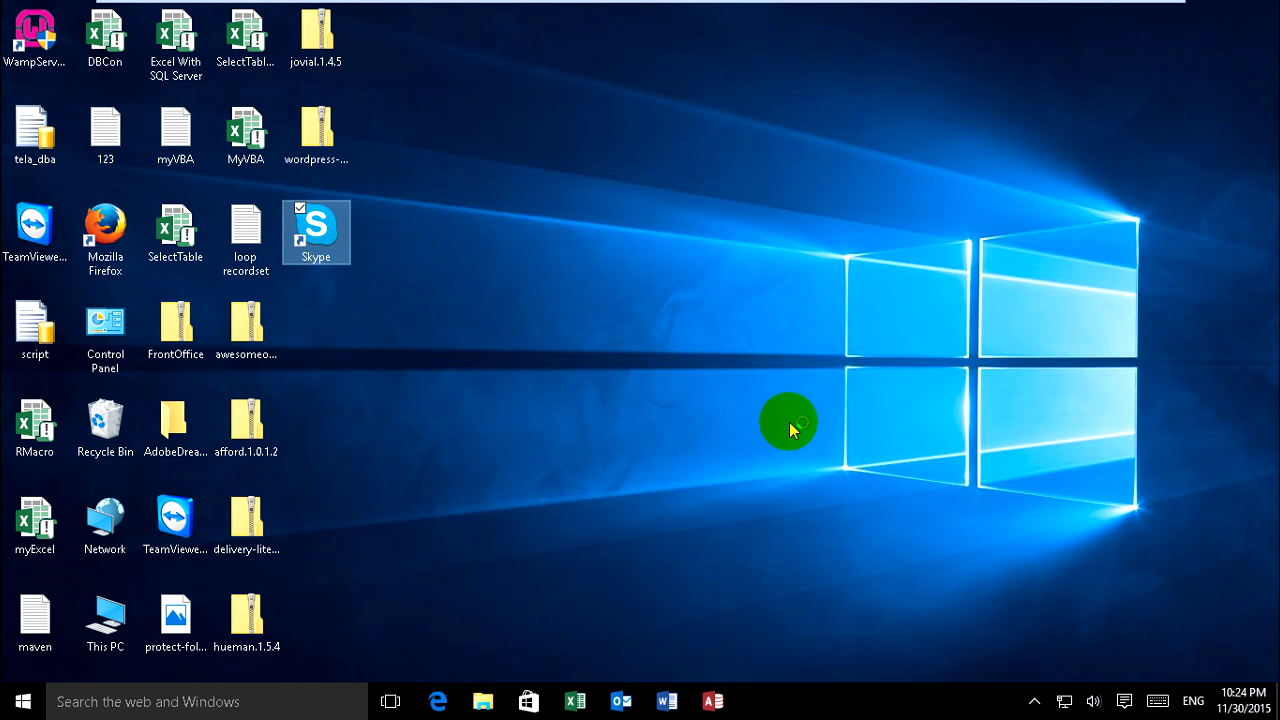 WampServ...
DBCon
Excel With
SQL Server
SelectTabl...
jovial.1.4.5
tela_dba
123
myVBA
MyVBA
wordpress-...
TeamViewe...
Mozilla
Firefox
SelectTable
loop
recordset
S
Skype
script
Control
Panel
FrontOffice
awesomeo...
RMacro
Recycle Bin
AdobeDrea...
afford.1.0.1.2
myExcel
Network
TeamViewe...
delivery-lite...
maven
This PC
protect-fol...
hueman.1.5.4
Search the web and Windows
ENG
10:24 PM
11/30/2015